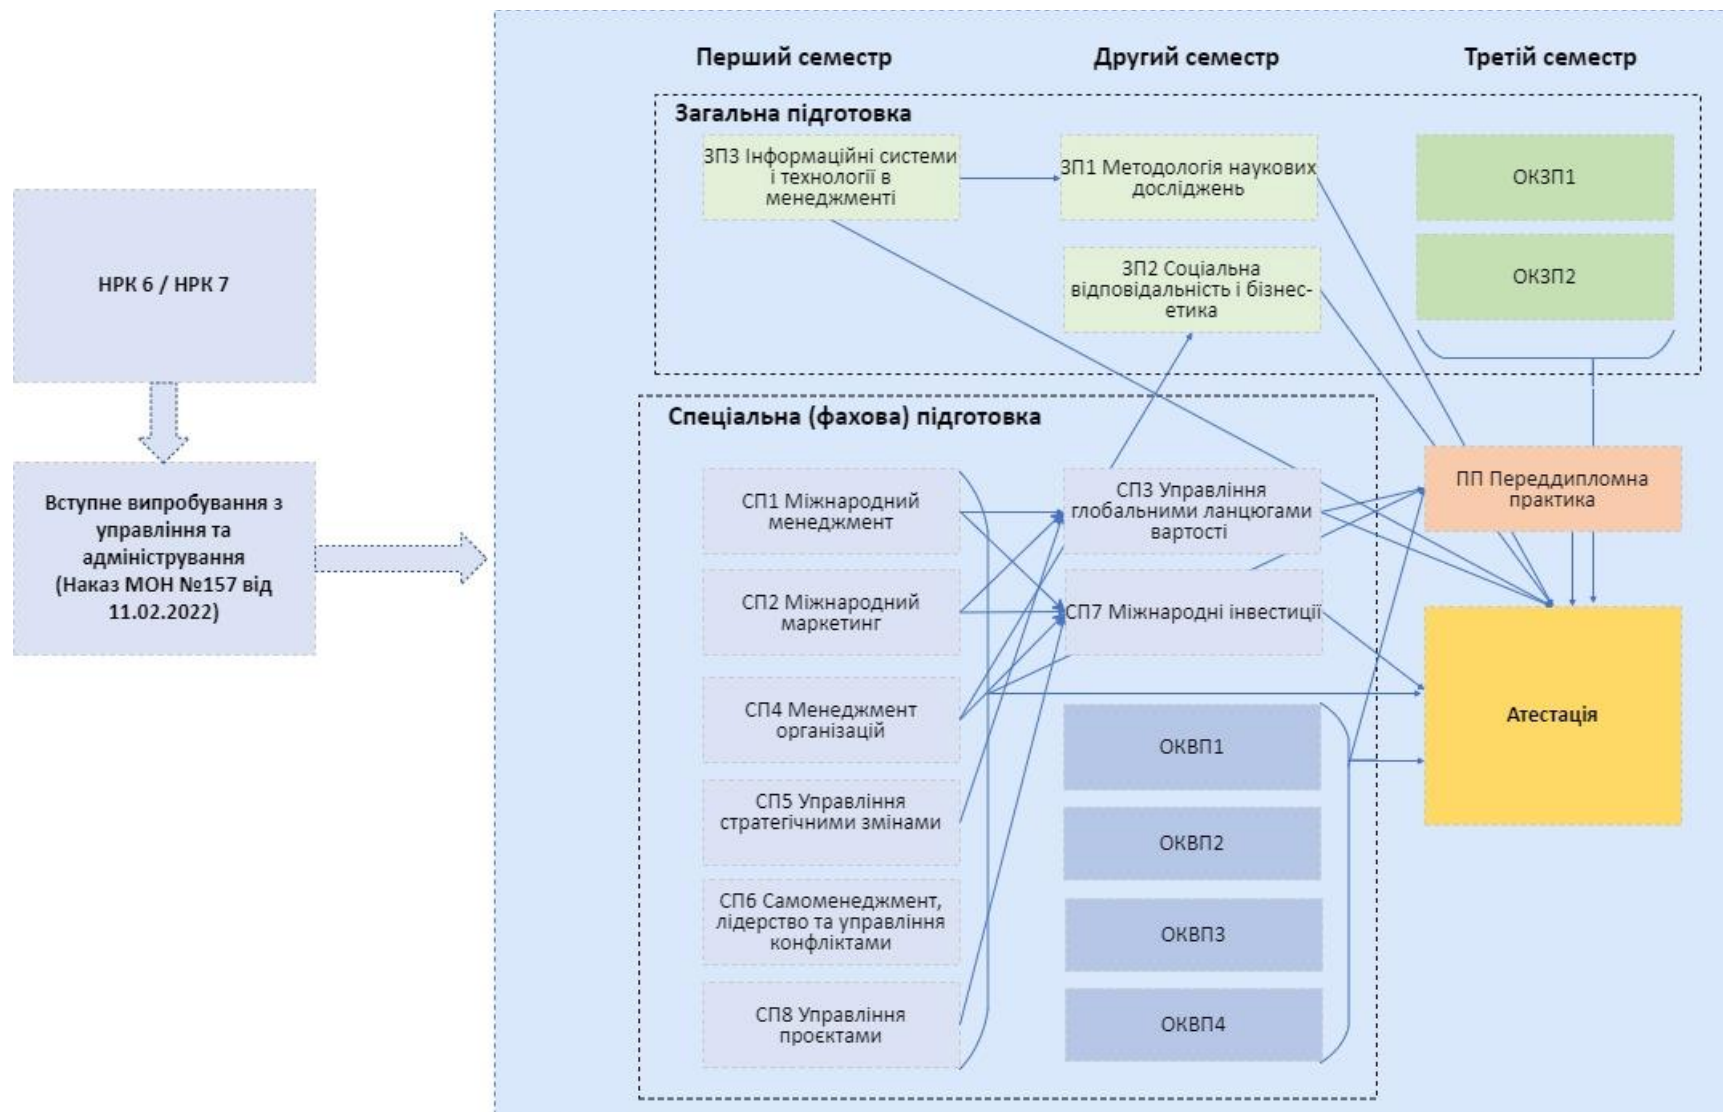 Перший семестр
Другий семестр
Третій семестр
Загальна підготовка
ЗП3 Інформаційні системи
і технології в
менеджменті
ЗП1 Методологія наукових
досліджень
ОКЗП1
ЗП2 Соціальна
відповідальність і бізнес-
етика
ОКЗП2
НРК 6 / НРК 7
Вступне випробування з
управління та
адміністрування
(Наказ МОН №157 від
11.02.2022)
Спеціальна (фахова) підготовка
СП1 Міжнародний
менеджмент
СП3 Управління
глобальними ланцюгами
вартості
ПП Переддипломна
практика
СП2 Міжнародний
маркетинг
СП7 Міжнародні інвестиції
СП4 Менеджмент
організацій
ОКВП1
Атестація
СП5 Управління
стратегічними змінами
ОКВП2
СП6 Самоменеджмент,
лідерство та управління
конфліктами
ОКВП3
СП8 Управління
проєктами
ОКВП4